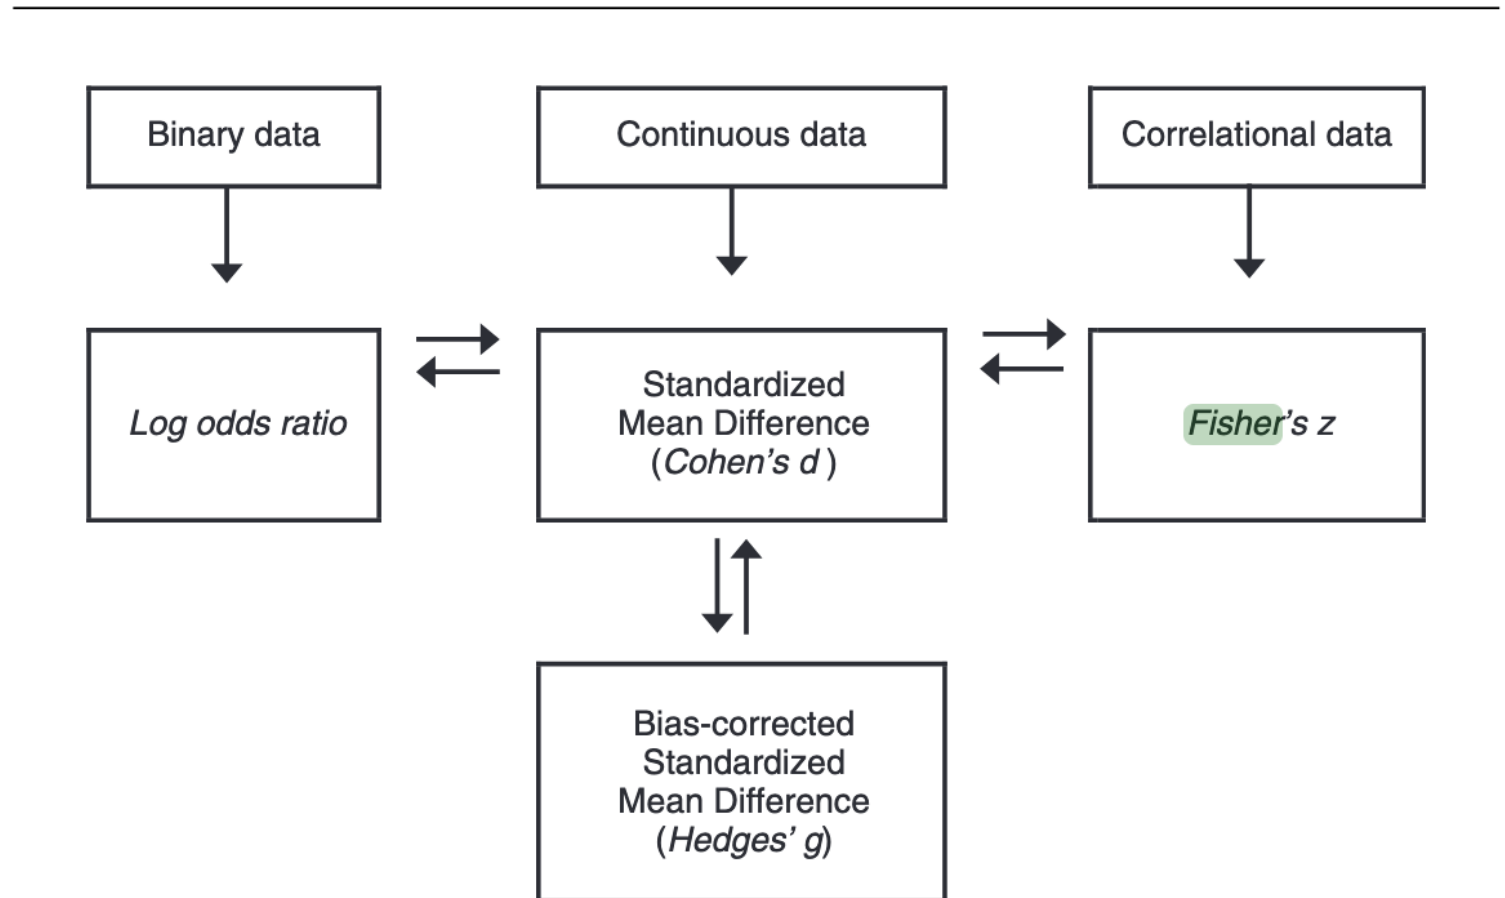 Binary data
Continuous data
Correlational data
Log odds ratio
Standardized
Mean Difference
(Cohen’s d )
Fisher’s z
Bias-corrected
Standardized
Mean Difference
(Hedges’ g)